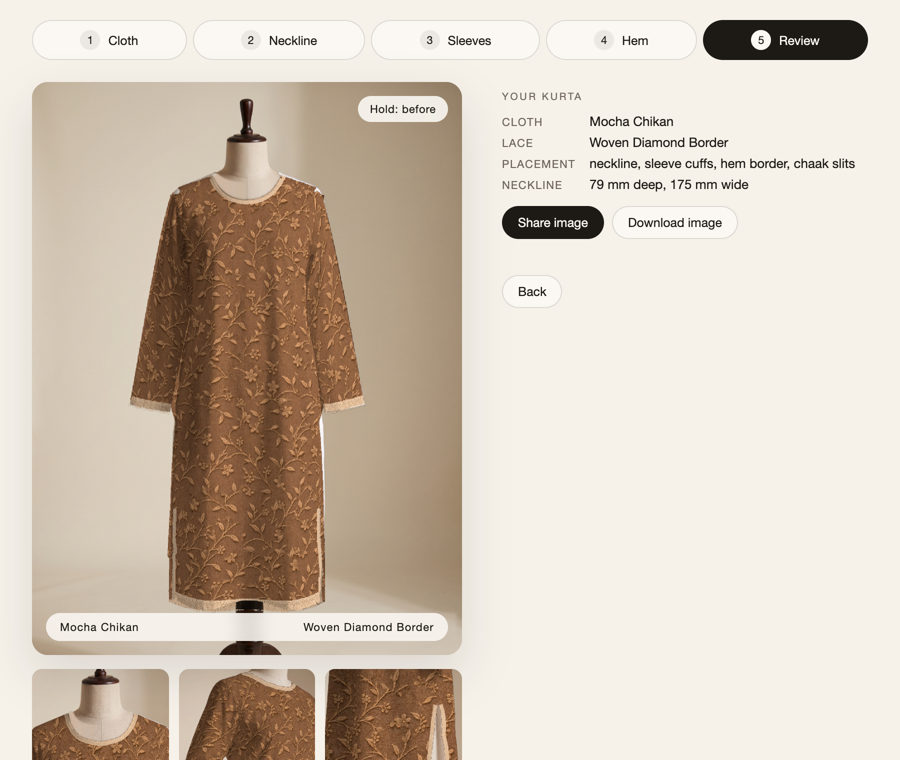 1 Cloth
2 Neckline
3 Sleeves
4 Hem
5 Review
Hold: before
Mocha Chikan
Woven Diamond Border
YOUR KURTA
CLOTH Mocha Chikan
LACE Woven Diamond Border
PLACEMENT neckline, sleeve cuffs, hem border, chaak slits
NECKLINE 79 mm deep, 175 mm wide
Share image
Download image
Back